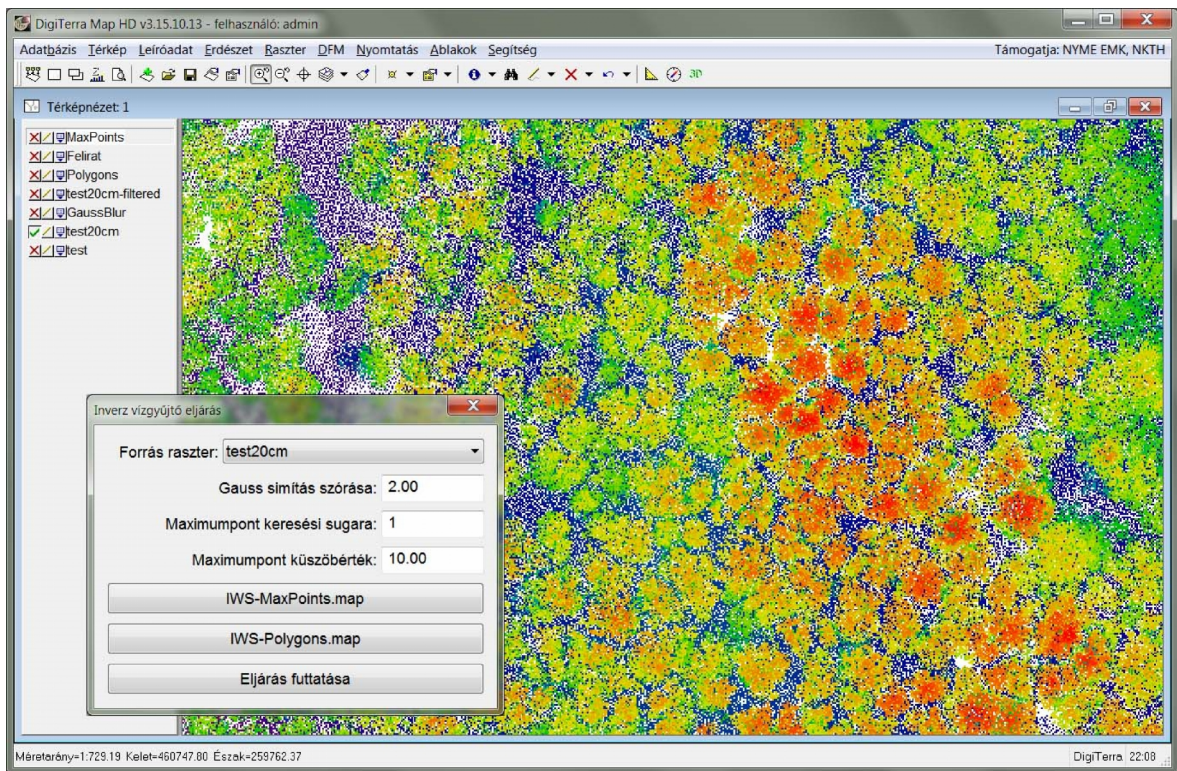 DigiTerra Map HD v3.15.10.13 - felhasználó: admin
Adatbázis Térkép Leíróadat Erdészet Raszter DFM Nyomtatás Ablakok Segítség Támogatja: NYME EMK, NKTH
3D
Térképnézet: 1
MaxPoints
Felirat
Polygons
test20cm-filtered
GaussBlur
test20cm
test
Inverz vízgyűjtő eljárás
Forrás raszter: test20cm
Gauss simítás szórása: 2.00
Maximumpont keresési sugara: 1
Maximumpont küszöbérték: 10.00
IWS-MaxPoints.map
IWS-Polygons.map
Eljárás futtatása
Méretarány=1:729.19 Kelet=460747.80 Észak=259762.37 DigiTerra 22:08